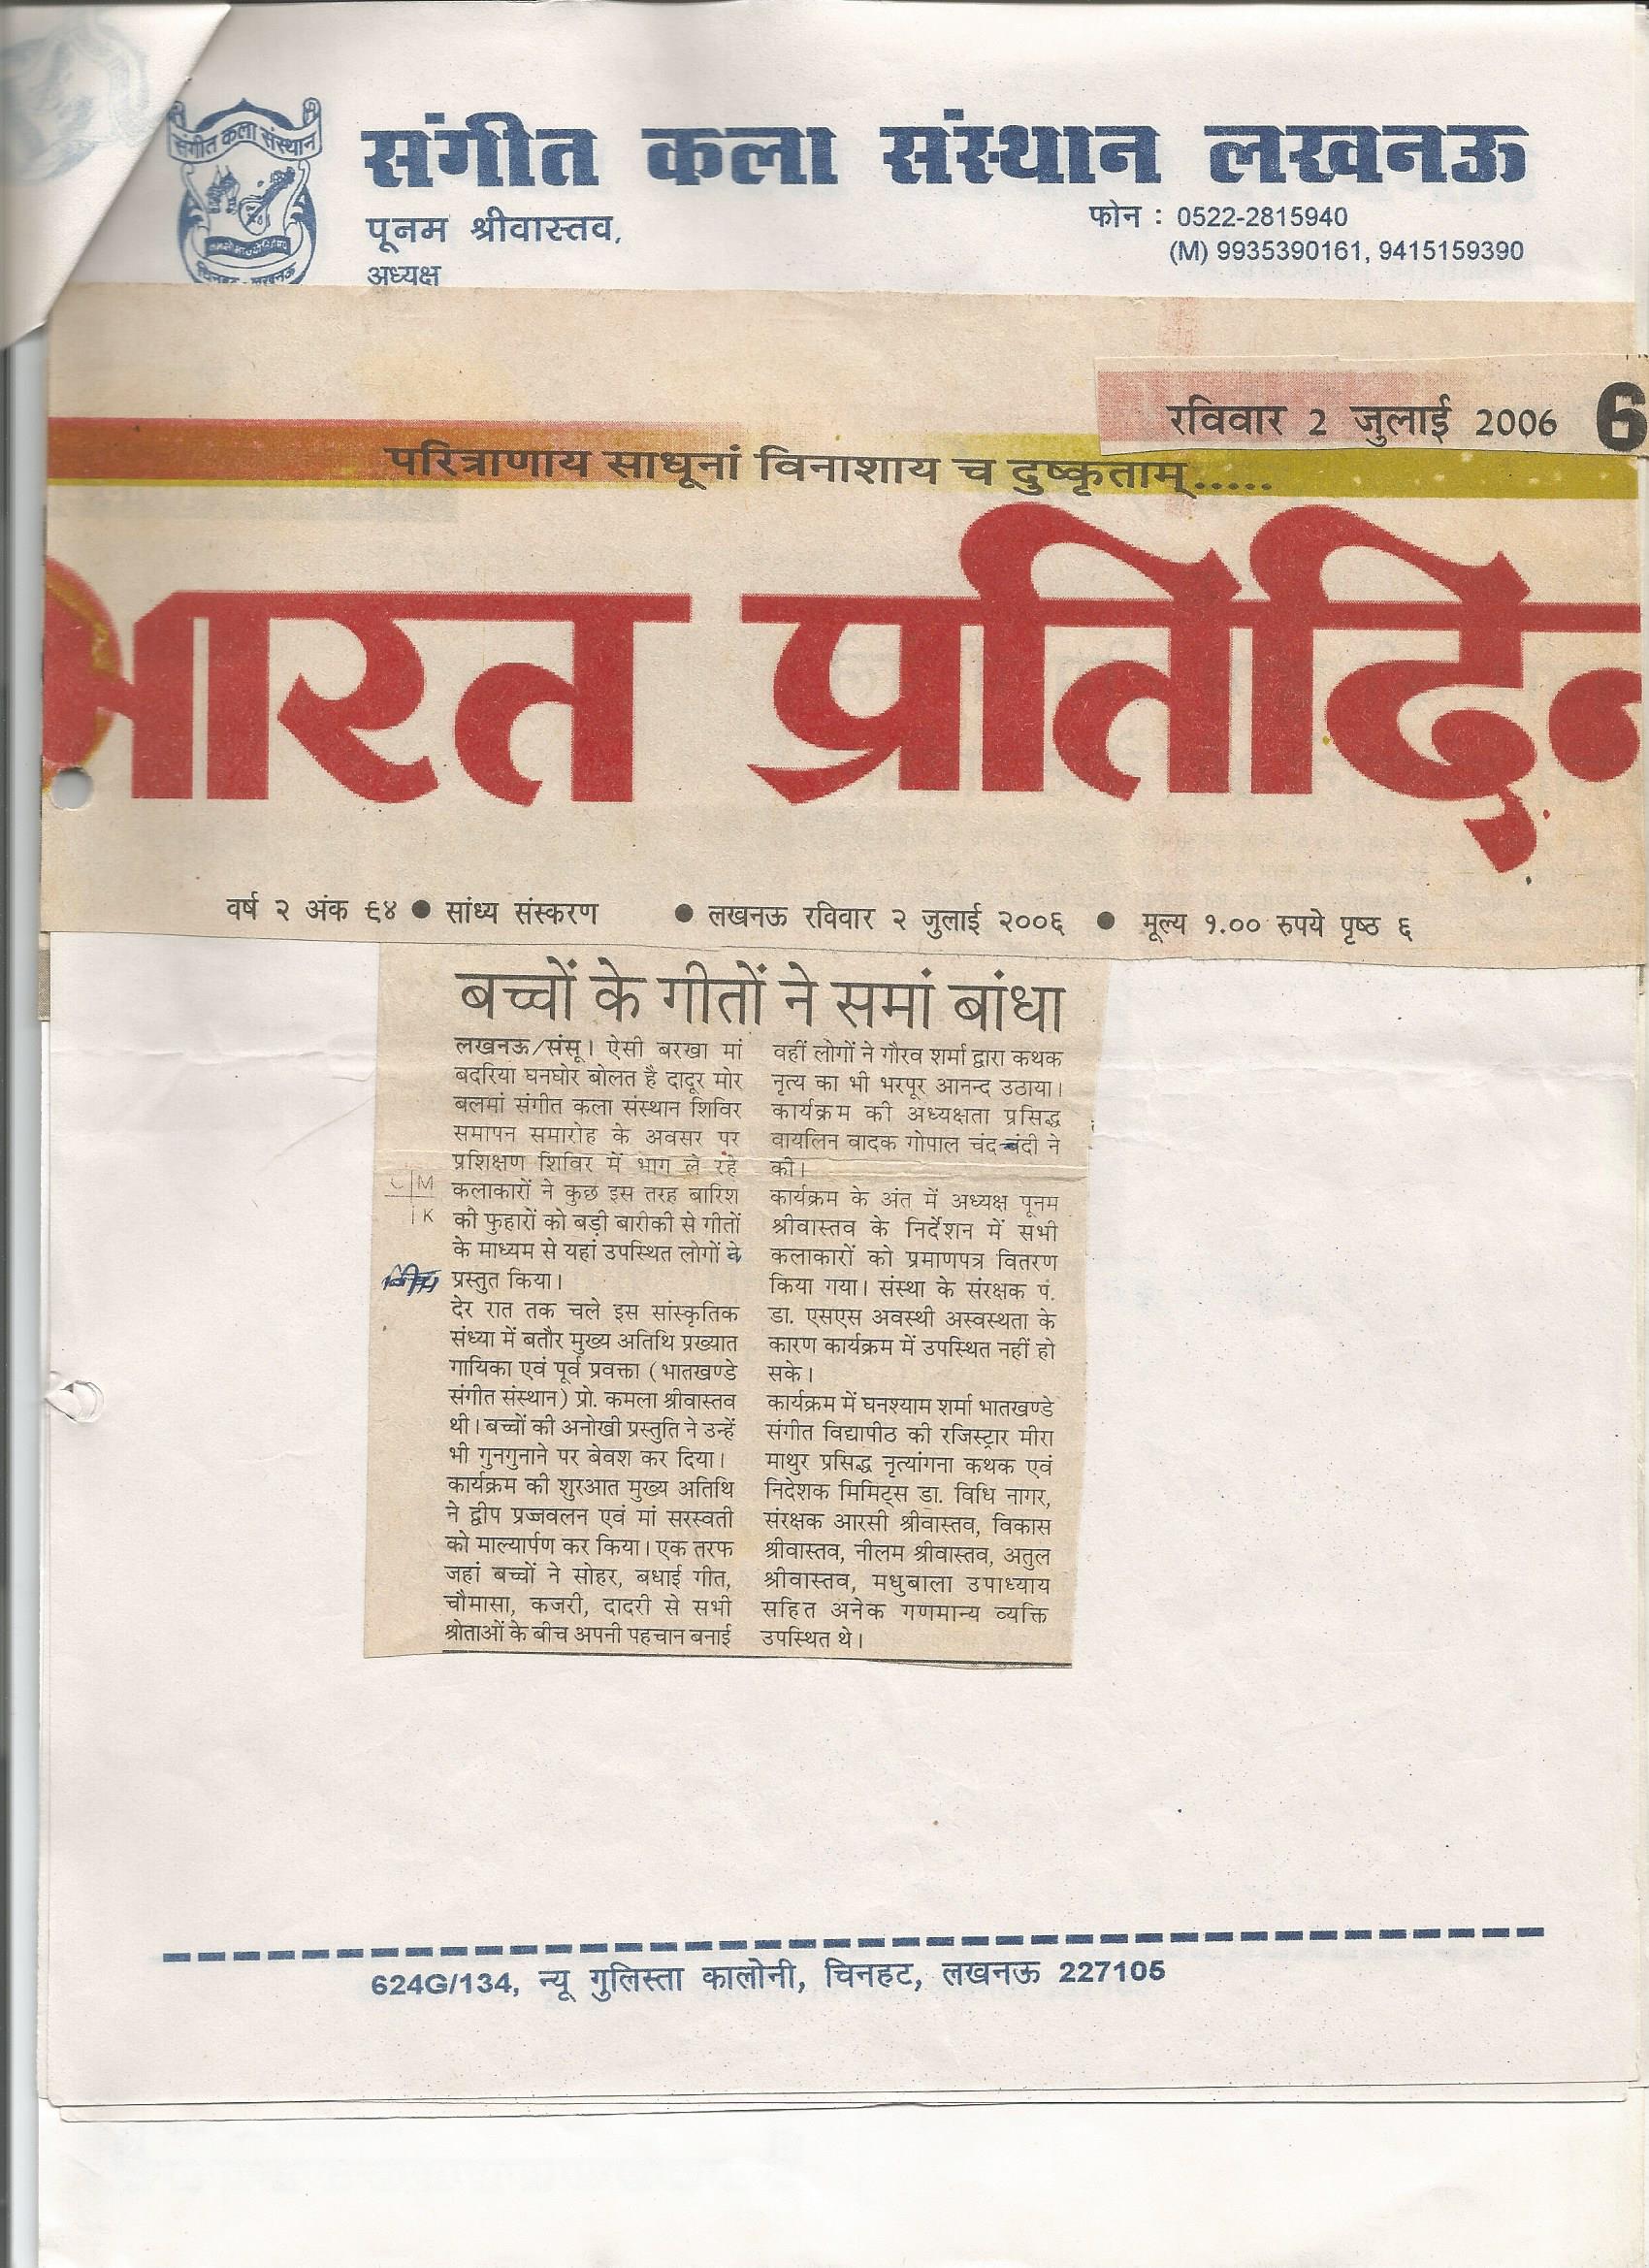 संगीत कला संस्थान
चिनहट - लखनऊ
संगीत कला संस्थान लखनऊ
पूनम श्रीवास्तव,
अध्यक्ष
फोन : 0522-2815940
(M) 9935390161, 9415159390
रविवार 2 जुलाई 2006 6
परित्राणाय साधूनां विनाशाय च दुष्कृताम्.....
भारत प्रतिदिन
वर्ष २ अंक ९४ ● सांध्य संस्करण ● लखनऊ रविवार २ जुलाई २००६ ● मूल्य १.०० रुपये पृष्ठ ६
बच्चों के गीतों ने समां बांधा
लखनऊ/संसू। ऐसी बरखा मां
बदरिया घनघोर बोलत है दादूर मोर
बलमां संगीत कला संस्थान शिविर
समापन समारोह के अवसर पर
प्रशिक्षण शिविर में भाग ले रहे
कलाकारों ने कुछ इस तरह बारिश
की फुहारों को बड़ी बारीकी से गीतों
के माध्यम से यहां उपस्थित लोगों ने
प्रस्तुत किया।
देर रात तक चले इस सांस्कृतिक
संध्या में बतौर मुख्य अतिथि प्रख्यात
गायिका एवं पूर्व प्रवक्ता (भातखण्डे
संगीत संस्थान) प्रो. कमला श्रीवास्तव
थी। बच्चों की अनोखी प्रस्तुति ने उन्हें
भी गुनगुनाने पर बेवश कर दिया।
कार्यक्रम की शुरआत मुख्य अतिथि
ने द्वीप प्रज्जवलन एवं मां सरस्वती
को माल्यार्पण कर किया। एक तरफ
जहां बच्चों ने सोहर, बधाई गीत,
चौमासा, कजरी, दादरी से सभी
श्रोताओं के बीच अपनी पहचान बनाई
वहीं लोगों ने गौरव शर्मा द्वारा कथक
नृत्य का भी भरपूर आनन्द उठाया।
कार्यक्रम की अध्यक्षता प्रसिद्ध
वायलिन वादक गोपाल चंद नंदी ने
की।
कार्यक्रम के अंत में अध्यक्ष पूनम
श्रीवास्तव के निर्देशन में सभी
कलाकारों को प्रमाणपत्र वितरण
किया गया। संस्था के संरक्षक पं.
डा. एसएस अवस्थी अस्वस्थता के
कारण कार्यक्रम में उपस्थित नहीं हो
सके।
कार्यक्रम में घनश्याम शर्मा भातखण्डे
संगीत विद्यापीठ की रजिस्ट्रार मीरा
माथुर प्रसिद्ध नृत्यांगना कथक एवं
निदेशक मिमिट्स डा. विधि नागर,
संरक्षक आरसी श्रीवास्तव, विकास
श्रीवास्तव, नीलम श्रीवास्तव, अतुल
श्रीवास्तव, मधुबाला उपाध्याय
सहित अनेक गणमान्य व्यक्ति
उपस्थित थे।
C M
K
624G/134, न्यू गुलिस्ता कालोनी, चिनहट, लखनऊ 227105